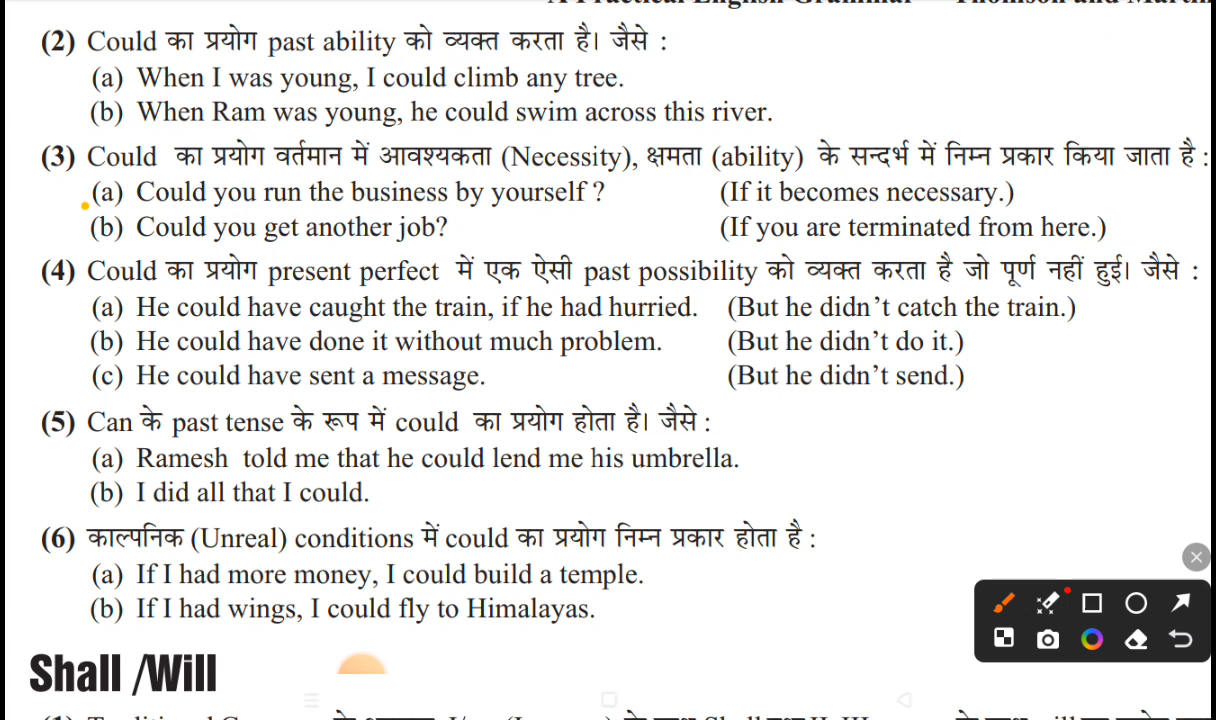 A Practical English Grammar — Thomson and Martin
(2) Could का प्रयोग past ability को व्यक्त करता है। जैसे :
(a) When I was young, I could climb any tree.
(b) When Ram was young, he could swim across this river.
(3) Could का प्रयोग वर्तमान में आवश्यकता (Necessity), क्षमता (ability) के सन्दर्भ में निम्न प्रकार किया जाता है :
(a) Could you run the business by yourself ? (If it becomes necessary.)
(b) Could you get another job? (If you are terminated from here.)
(4) Could का प्रयोग present perfect में एक ऐसी past possibility को व्यक्त करता है जो पूर्ण नहीं हुई। जैसे :
(a) He could have caught the train, if he had hurried. (But he didn’t catch the train.)
(b) He could have done it without much problem. (But he didn’t do it.)
(c) He could have sent a message. (But he didn’t send.)
(5) Can के past tense के रूप में could का प्रयोग होता है। जैसे :
(a) Ramesh told me that he could lend me his umbrella.
(b) I did all that I could.
(6) काल्पनिक (Unreal) conditions में could का प्रयोग निम्न प्रकार होता है :
(a) If I had more money, I could build a temple.
(b) If I had wings, I could fly to Himalayas.
Shall /Will